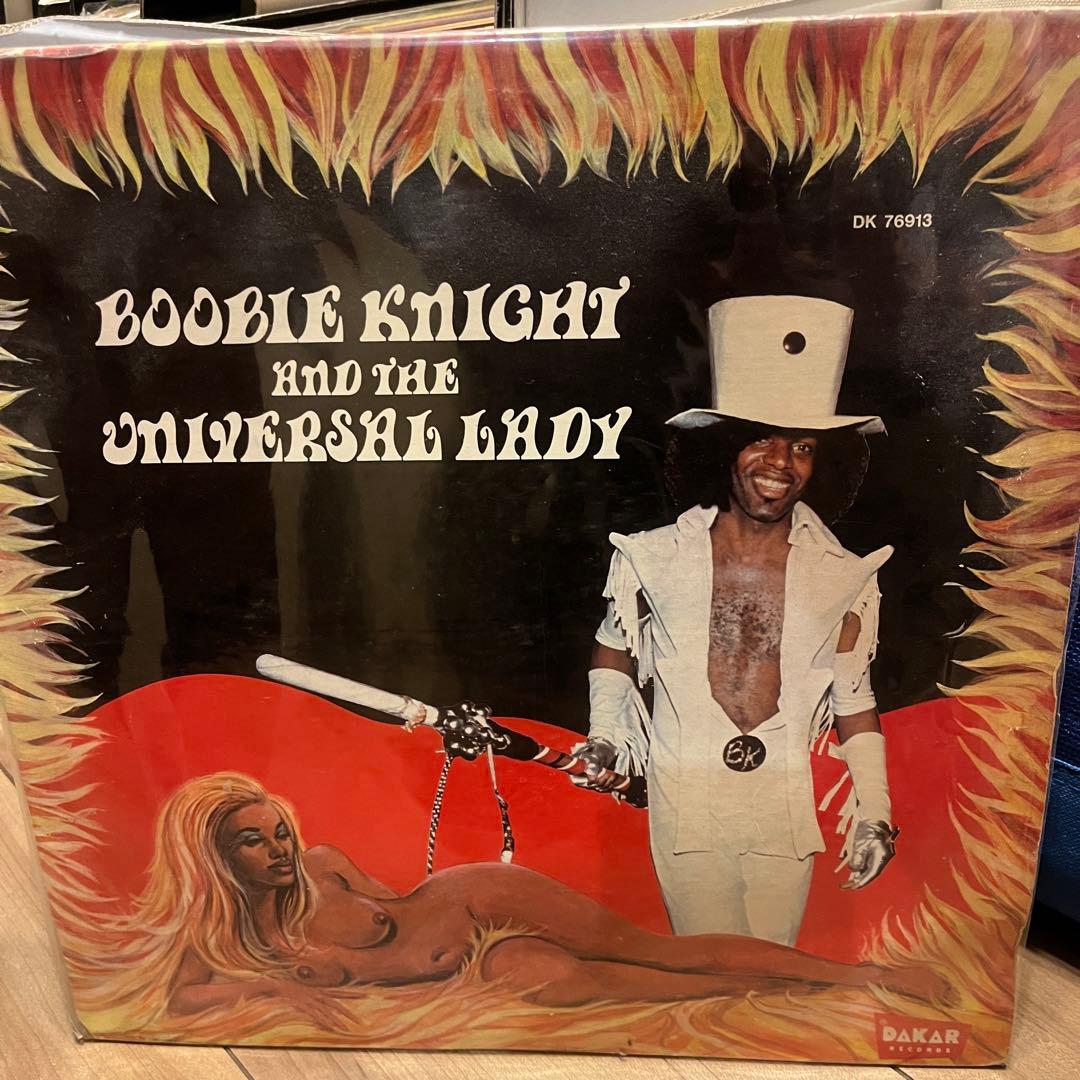 DK 76913
BOOBIE KNIGHT
AND THE
UNIVERSAL LADY
BK
DAKAR
RECORDS